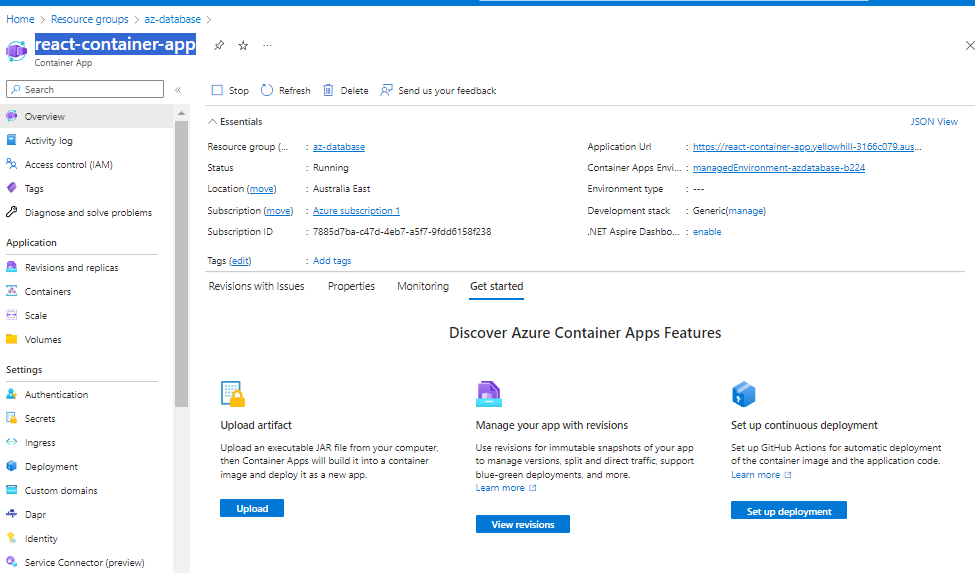 Home > Resource groups > az-database >
react-container-app
Container App
Search
Stop Refresh Delete Send us your feedback
Overview
Activity log
Access control (IAM)
Tags
Diagnose and solve problems
Application
Revisions and replicas
Containers
Scale
Volumes
Settings
Authentication
Secrets
Ingress
Deployment
Custom domains
Dapr
Identity
Service Connector (preview)
Essentials JSON View
Resource group (... : az-database
Status : Running
Location (move) : Australia East
Subscription (move) : Azure subscription 1
Subscription ID : 7885d7ba-c47d-4eb7-a5f7-9fdd6158f238
Tags (edit) : Add tags
Application Url : https://react-container-app.yellowhill-3166c079.aus...
Container Apps Envi... : managedEnvironment-azdatabase-b224
Environment type : ---
Development stack : Generic(manage)
.NET Aspire Dashbo... : enable
Revisions with Issues Properties Monitoring Get started
Discover Azure Container Apps Features
Upload artifact
Upload an executable JAR file from your computer,
then Container Apps will build it into a container
image and deploy it as a new app.
Upload
Manage your app with revisions
Use revisions for immutable snapshots of your app
to manage versions, split and direct traffic, support
blue-green deployments, and more.
Learn more
View revisions
Set up continuous deployment
Set up GitHub Actions for automatic deployment
of the container image and the application code.
Learn more
Set up deployment